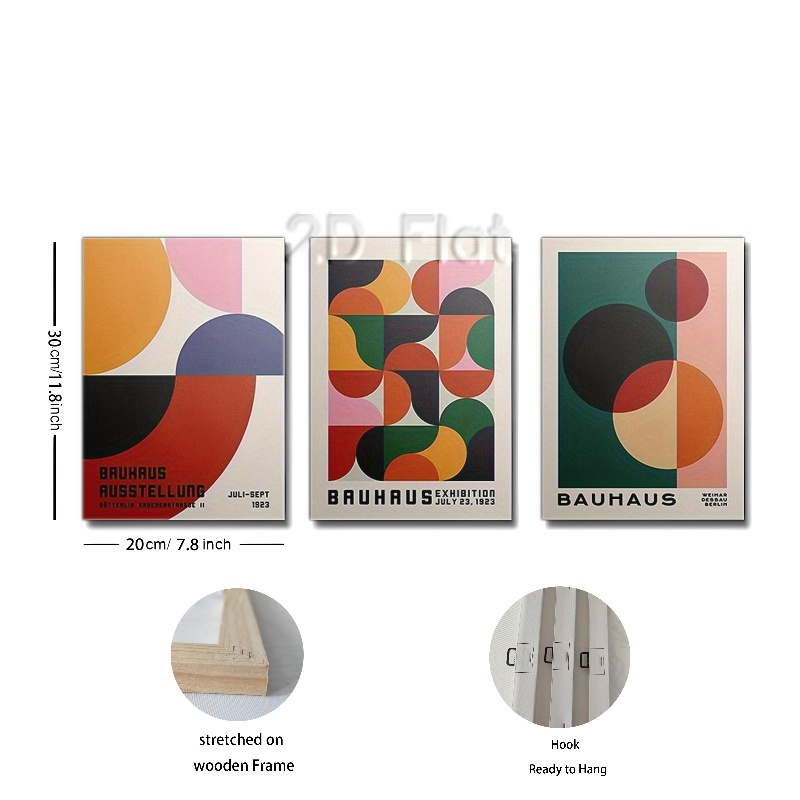 2D Flat
30cm/11.8inch
BAUHAUS
AUSSTELLUNG
JULI-SEPT
1923
BAUHAUS EXHIBITION
JULY 23, 1923
BAUHAUS
WEIMAR
DESSAU
BERLIN
20cm/ 7.8 inch
stretched on
wooden Frame
Hook
Ready to Hang